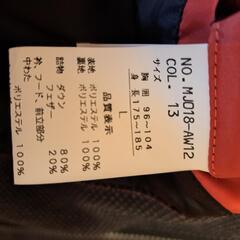 NO. MJ018-AW12
COL. 13
サイズ
胸囲 96~104
身長 175~185
L
品質表示
表地 ポリエステル 100%
裏地 ポリエステル 100%
詰物 ダウン 80%
フェザー 20%
衿、フード、前立部分
中わた
ポリエステル 100%